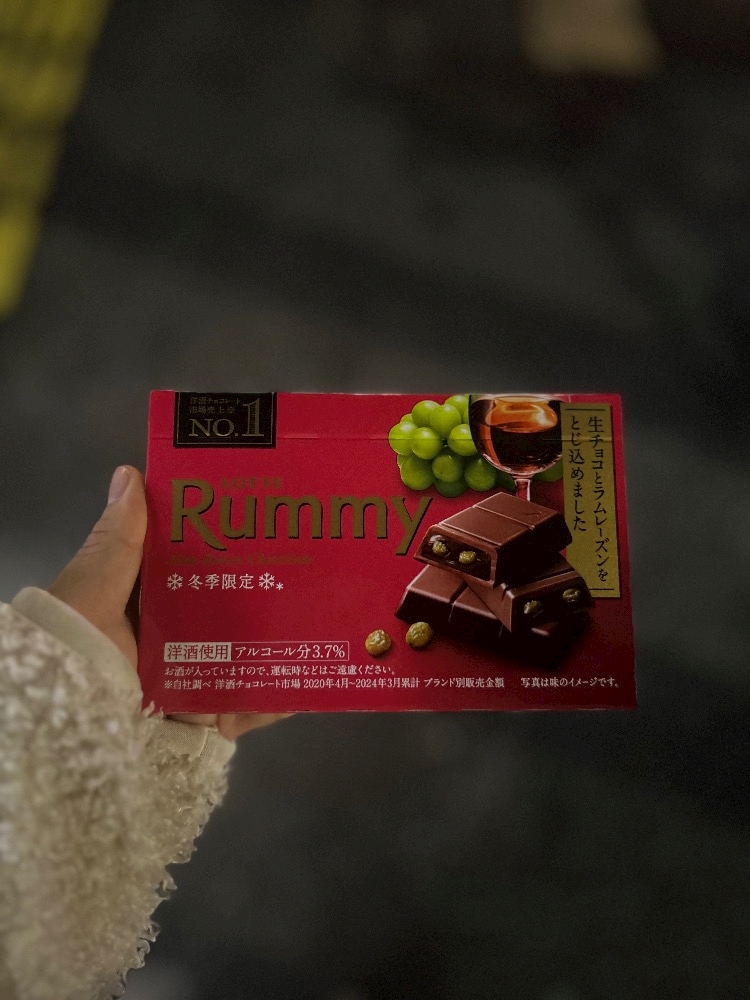 洋酒チョコレート
市場売上※
NO.1
LOTTE
Rummy
冬季限定
生チョコとラムレーズンを
とじ込めました
洋酒使用 アルコール分3.7%
お酒が入っていますので、運転時などはご遠慮ください。
※自社調べ 洋酒チョコレート市場 2020年4月~2024年3月累計 ブランド別販売金額 写真は味のイメージです。